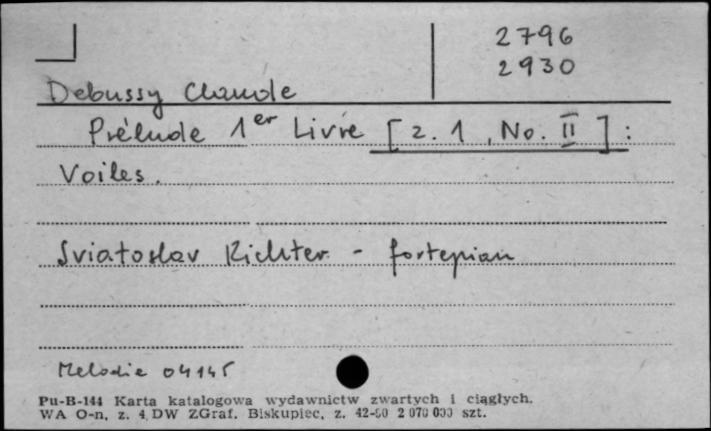 2796
2930
Debussy Claude
Prélude 1er Livre [z. 1, No. II]:
Voiles.
Sviatoslav Richter - fortepian
Melodie 04145
Pu-B-144 Karta katalogowa wydawnictw zwartych i ciągłych.
WA O-n, z. 4, DW ZGraf. Biskupiec, z. 42-80 2 070 000 szt.